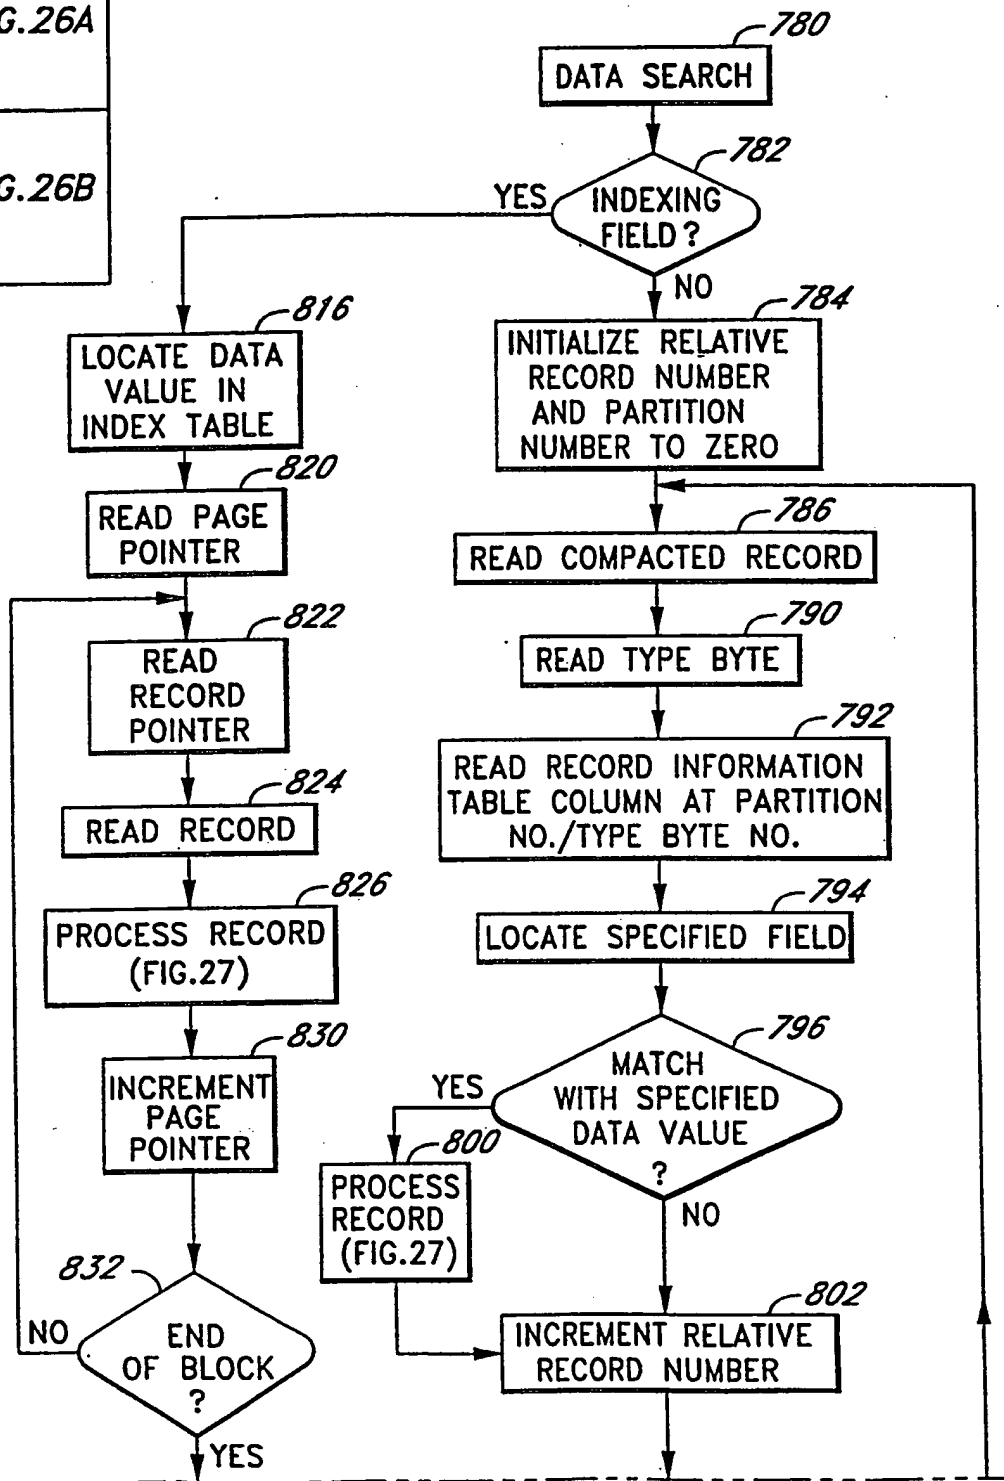 G.26A
G.26B
780
DATA SEARCH
782
INDEXING
FIELD?
YES
NO
816
LOCATE DATA
VALUE IN
INDEX TABLE
784
INITIALIZE RELATIVE
RECORD NUMBER
AND PARTITION
NUMBER TO ZERO
820
READ PAGE
POINTER
786
READ COMPACTED RECORD
822
READ
RECORD
POINTER
790
READ TYPE BYTE
792
READ RECORD INFORMATION
TABLE COLUMN AT PARTITION
NO./TYPE BYTE NO.
824
READ RECORD
826
PROCESS RECORD
(FIG.27)
794
LOCATE SPECIFIED FIELD
830
INCREMENT
PAGE
POINTER
796
MATCH
WITH SPECIFIED
DATA VALUE
?
YES
NO
800
PROCESS
RECORD
(FIG.27)
832
END
OF BLOCK
?
NO
YES
802
INCREMENT RELATIVE
RECORD NUMBER